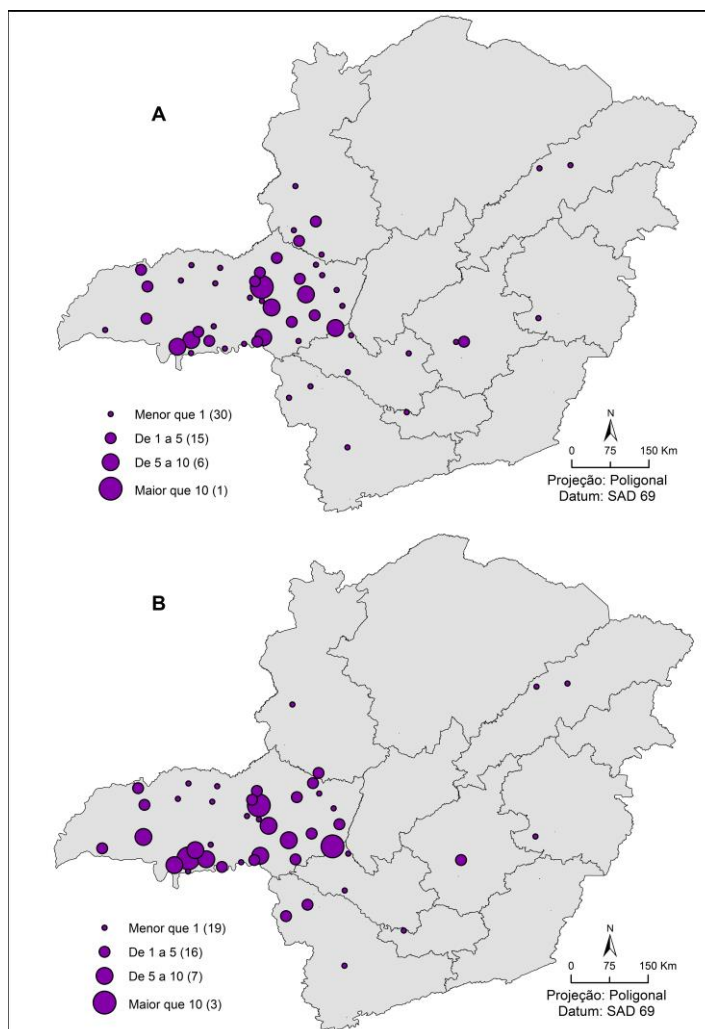 A
Menor que 1 (30)
De 1 a 5 (15)
De 5 a 10 (6)
Maior que 10 (1)
N
0 75 150 Km
Projeção: Poligonal
Datum: SAD 69
B
Menor que 1 (19)
De 1 a 5 (16)
De 5 a 10 (7)
Maior que 10 (3)
N
0 75 150 Km
Projeção: Poligonal
Datum: SAD 69